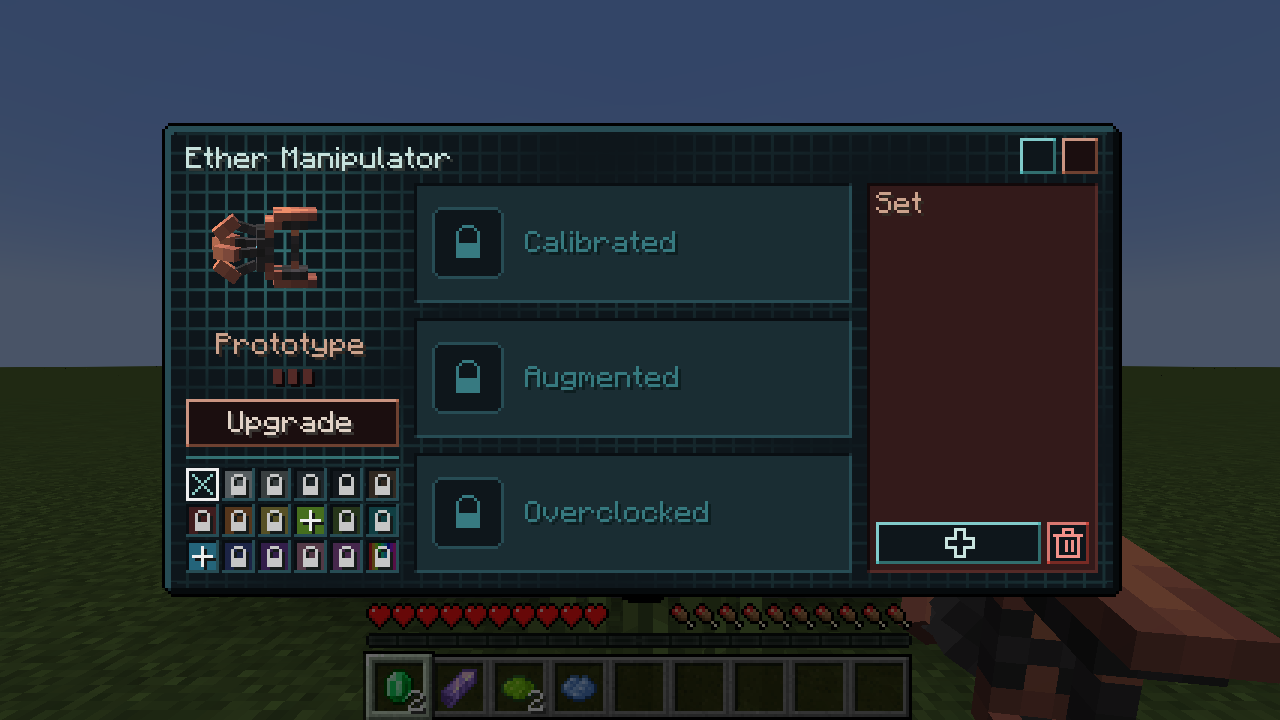 Ether Manipulator
Prototype
Upgrade
Calibrated
Augmented
Overclocked
Set
2
2